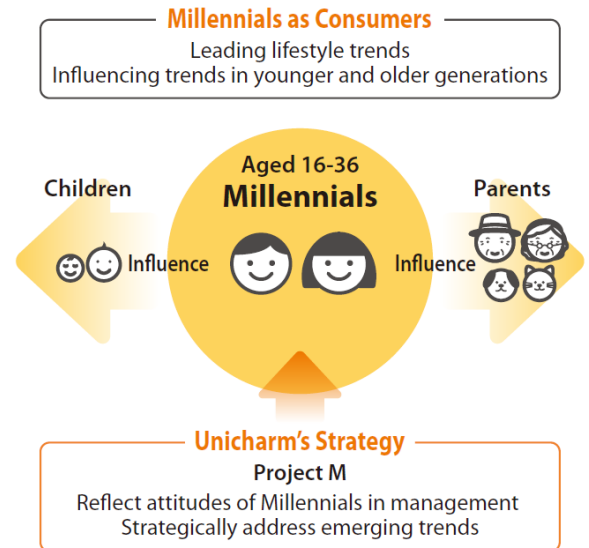 Millennials as Consumers
Leading lifestyle trends
Influencing trends in younger and older generations
Aged 16-36
Millennials
Children
Influence
Parents
Influence
Unicharm's Strategy
Project M
Reflect attitudes of Millennials in management
Strategically address emerging trends